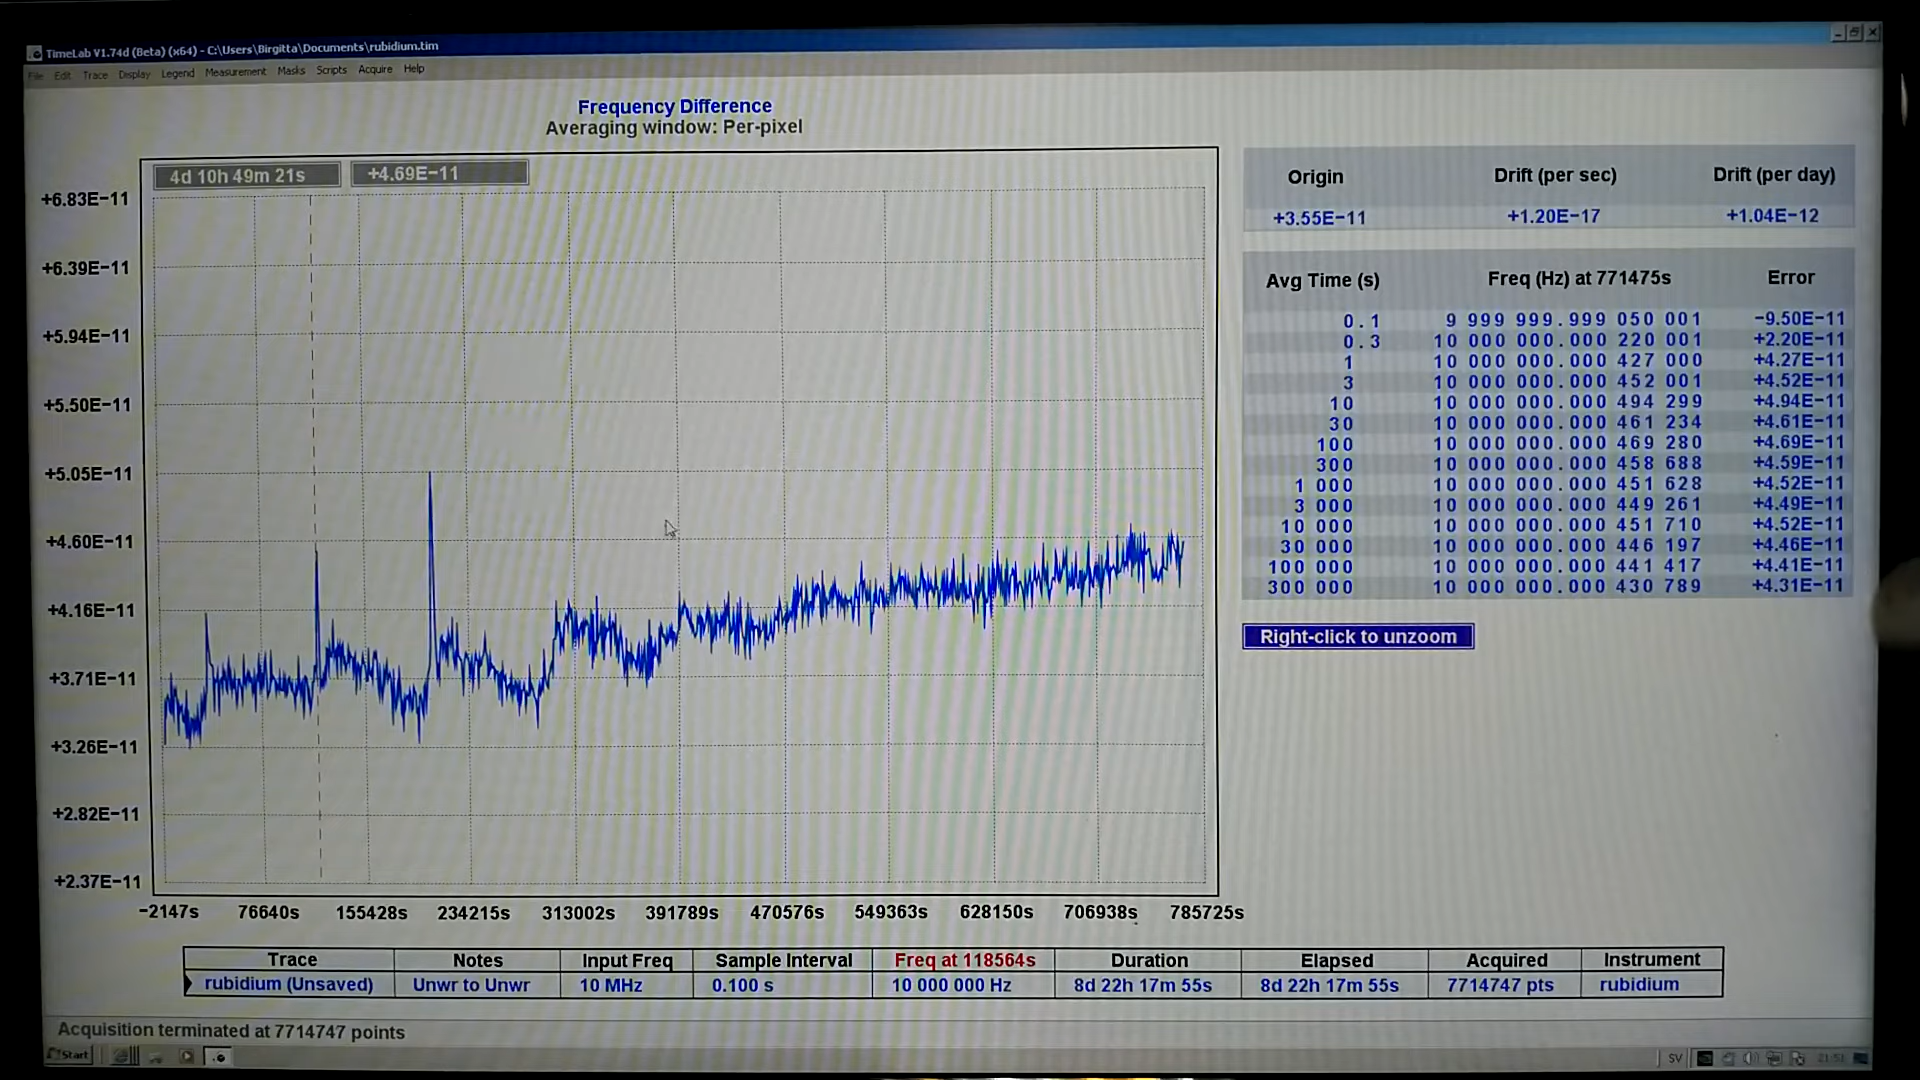 TimeLab V1.74d (Beta) (x64) - C:\Users\Birgitta\Documents\rubidium.tim
File Edit Trace Display Legend Measurement Masks Scripts Acquire Help
Frequency Difference
Averaging window: Per-pixel
4d 10h 49m 21s +4.69E-11
+6.83E-11
+6.39E-11
+5.94E-11
+5.50E-11
+5.05E-11
+4.60E-11
+4.16E-11
+3.71E-11
+3.26E-11
+2.82E-11
+2.37E-11
-2147s 76640s 155428s 234215s 313002s 391789s 470576s 549363s 628150s 706938s 785725s
Origin Drift (per sec) Drift (per day)
+3.55E-11 +1.20E-17 +1.04E-12
Avg Time (s) Freq (Hz) at 771475s Error
0.1 9 999 999.999 050 001 -9.50E-11
0.3 10 000 000.000 220 001 +2.20E-11
1 10 000 000.000 427 000 +4.27E-11
3 10 000 000.000 452 001 +4.52E-11
10 10 000 000.000 494 299 +4.94E-11
30 10 000 000.000 461 234 +4.61E-11
100 10 000 000.000 469 280 +4.69E-11
300 10 000 000.000 458 688 +4.59E-11
1 000 10 000 000.000 451 628 +4.52E-11
3 000 10 000 000.000 449 261 +4.49E-11
10 000 10 000 000.000 451 710 +4.52E-11
30 000 10 000 000.000 446 197 +4.46E-11
100 000 10 000 000.000 441 417 +4.41E-11
300 000 10 000 000.000 430 789 +4.31E-11
Right-click to unzoom
Trace Notes Input Freq Sample Interval Freq at 118564s Duration Elapsed Acquired Instrument
rubidium (Unsaved) Unwr to Unwr 10 MHz 0.100 s 10 000 000 Hz 8d 22h 17m 55s 8d 22h 17m 55s 7714747 pts rubidium
Acquisition terminated at 7714747 points
Start SV 21:51